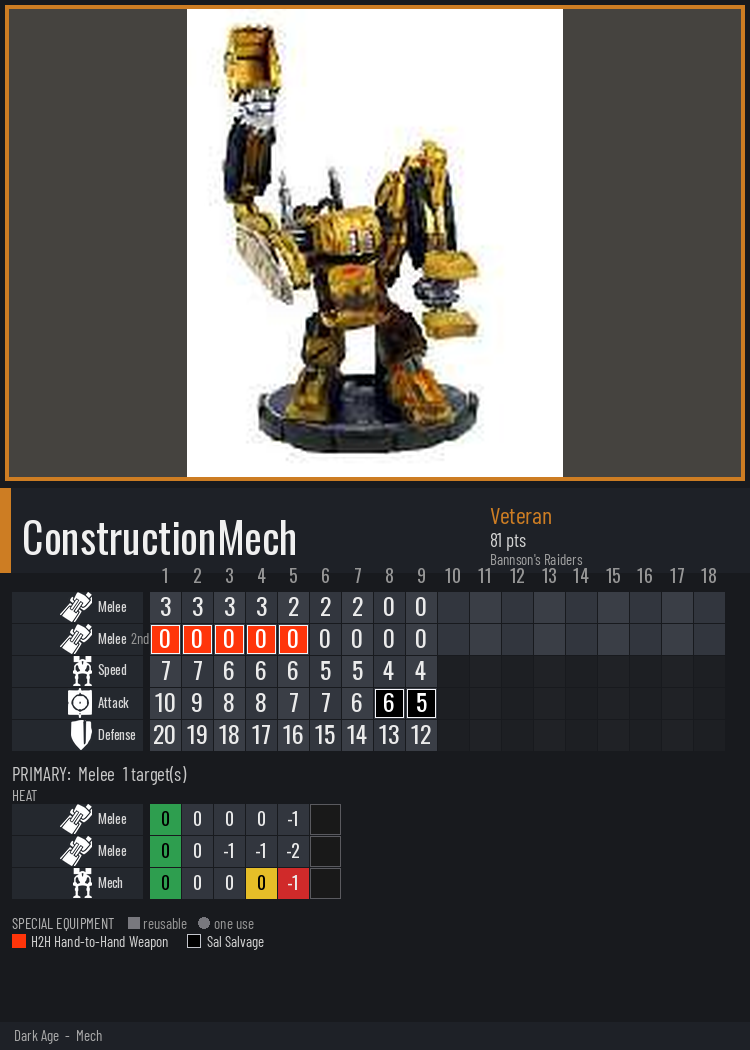 ConstructionMech
Veteran
81 pts
Bannson's Raiders
1 2 3 4 5 6 7 8 9 10 11 12 13 14 15 16 17 18
Melee 3 3 3 3 2 2 2 0 0
Melee 2nd 0 0 0 0 0 0 0 0 0
Speed 7 7 6 6 6 5 5 4 4
Attack 10 9 8 8 7 7 6 6 5
Defense 20 19 18 17 16 15 14 13 12
PRIMARY: Melee 1 target(s)
HEAT
Melee 0 0 0 0 -1
Melee 0 0 -1 -1 -2
Mech 0 0 0 0 -1
SPECIAL EQUIPMENT reusable one use
H2H Hand-to-Hand Weapon Sal Salvage
Dark Age - Mech